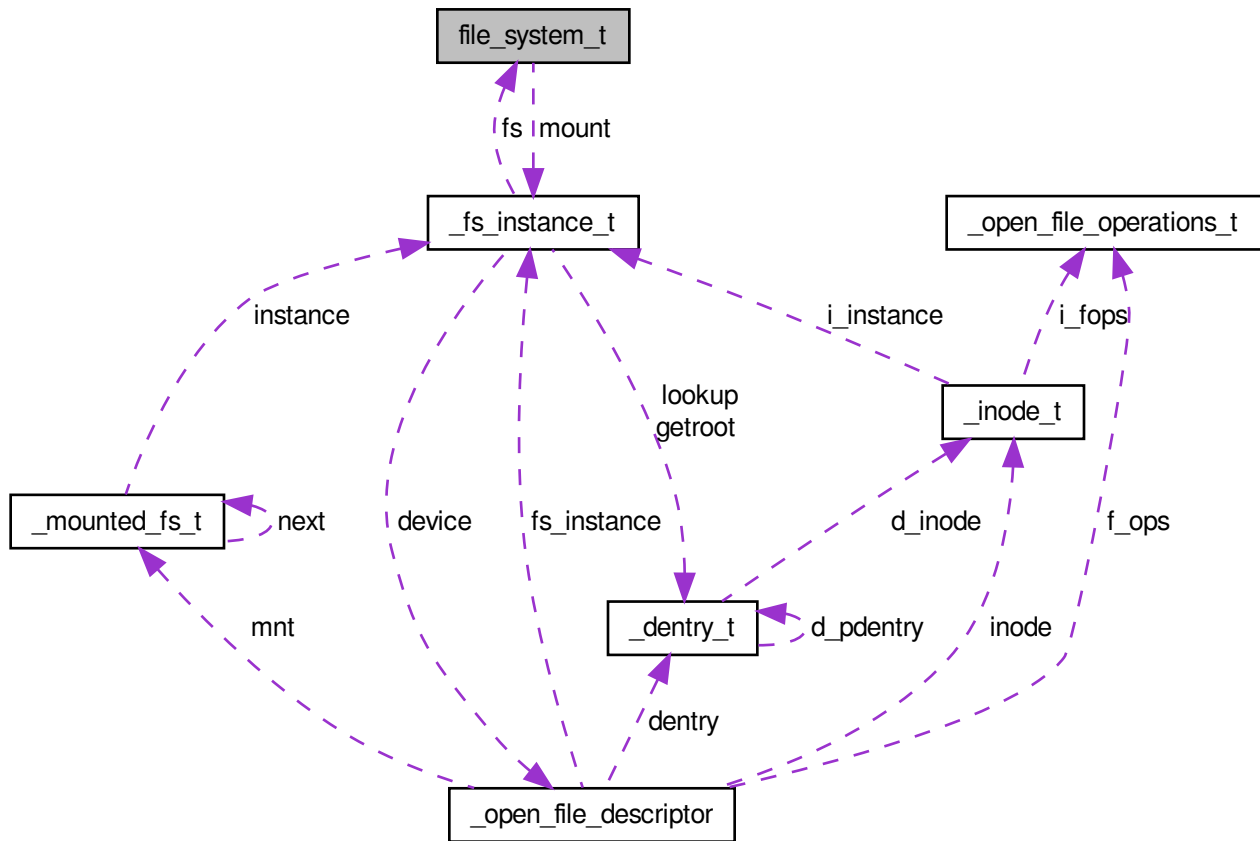 file_system_t
fs
mount
_fs_instance_t
_open_file_operations_t
instance
i_instance
i_fops
lookup
getroot
_inode_t
_mounted_fs_t
next
device
fs_instance
d_inode
f_ops
_dentry_t
d_pdentry
mnt
inode
dentry
_open_file_descriptor